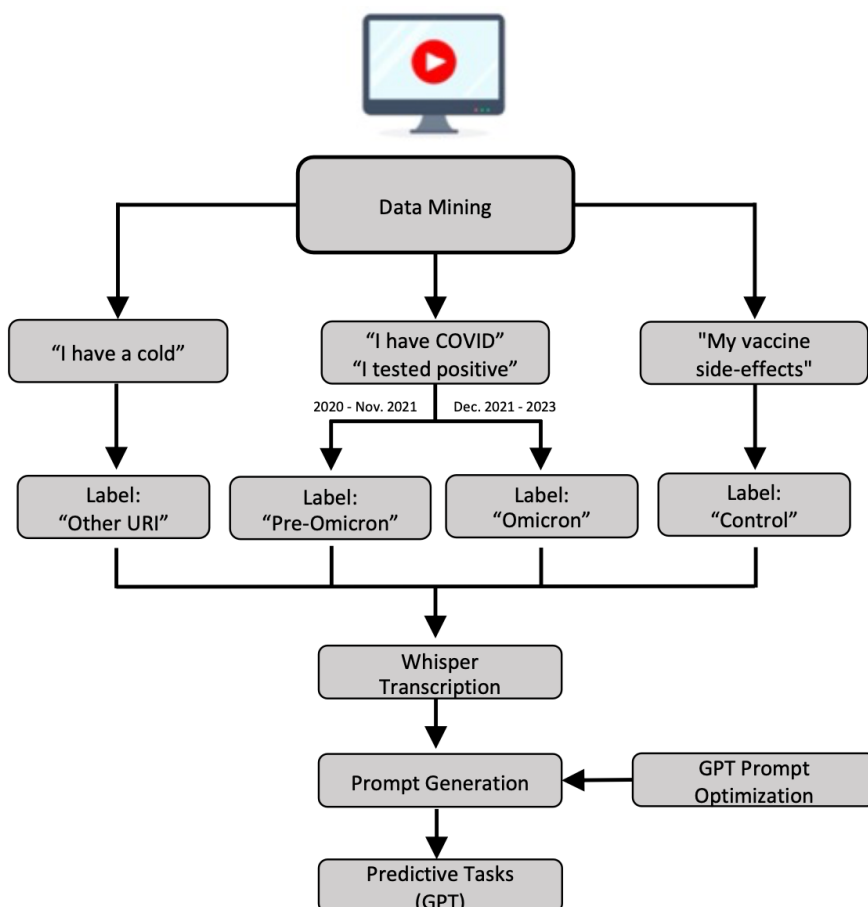 Data Mining
“I have a cold”
“I have COVID”
“I tested positive”
"My vaccine
side-effects"
2020 - Nov. 2021
Dec. 2021 - 2023
Label:
“Other URI”
Label:
“Pre-Omicron”
Label:
“Omicron”
Label:
“Control”
Whisper
Transcription
Prompt Generation
GPT Prompt
Optimization
Predictive Tasks
(GPT)